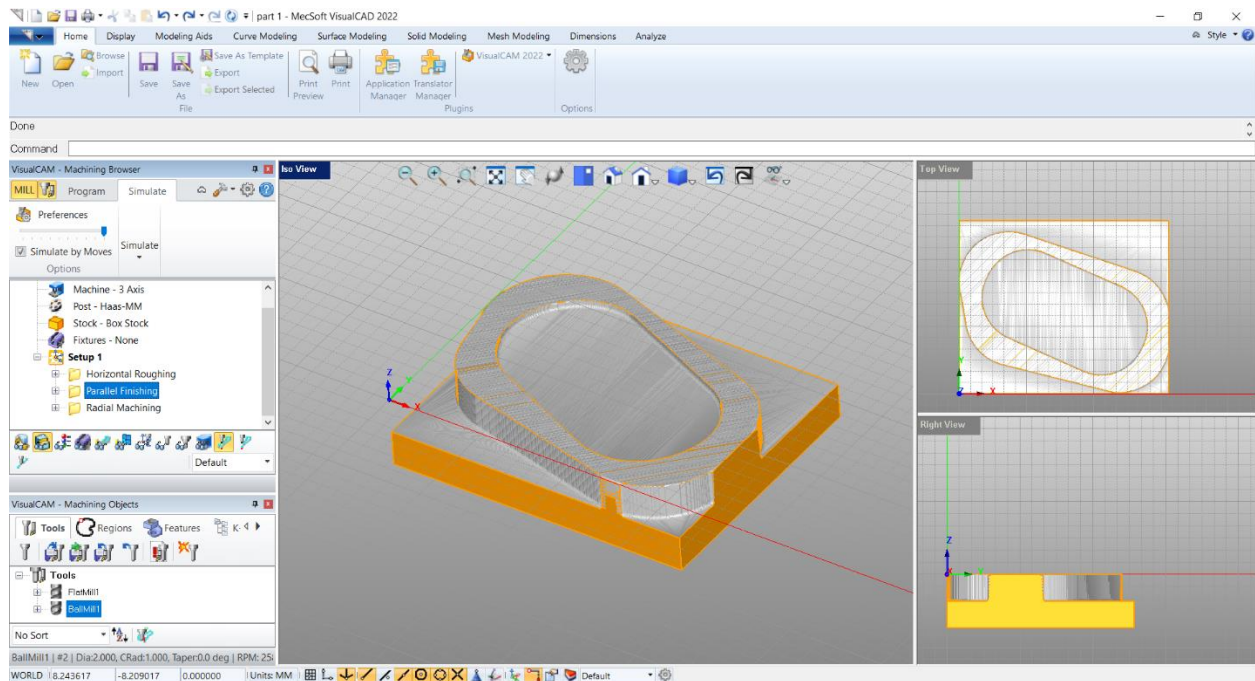 part 1 - MecSoft VisualCAD 2022
Home Display Modeling Aids Curve Modeling Surface Modeling Solid Modeling Mesh Modeling Dimensions Analyze Style
Browse Save As Template VisualCAM 2022
Import Export
New Open Save Save As Export Selected Print Preview Print Application Manager Translator Manager
File Plugins Options
Done
Command
VisualCAM - Machining Browser
MILL Program Simulate
Preferences
Simulate by Moves Simulate
Options
Machine - 3 Axis
Post - Haas-MM
Stock - Box Stock
Fixtures - None
Setup 1
Horizontal Roughing
Parallel Finishing
Radial Machining
Default
VisualCAM - Machining Objects
Tools Regions Features K
Tools
FlatMill1
BallMill1
No Sort
BallMill1 | #2 | Dia:2.000, CRad:1.000, Taper:0.0 deg | RPM: 25
Iso View
Z Y X
Top View
Y Z X
Right View
Z
X Y
WORLD 8.243617 -8.209017 0.000000 Units: MM Default